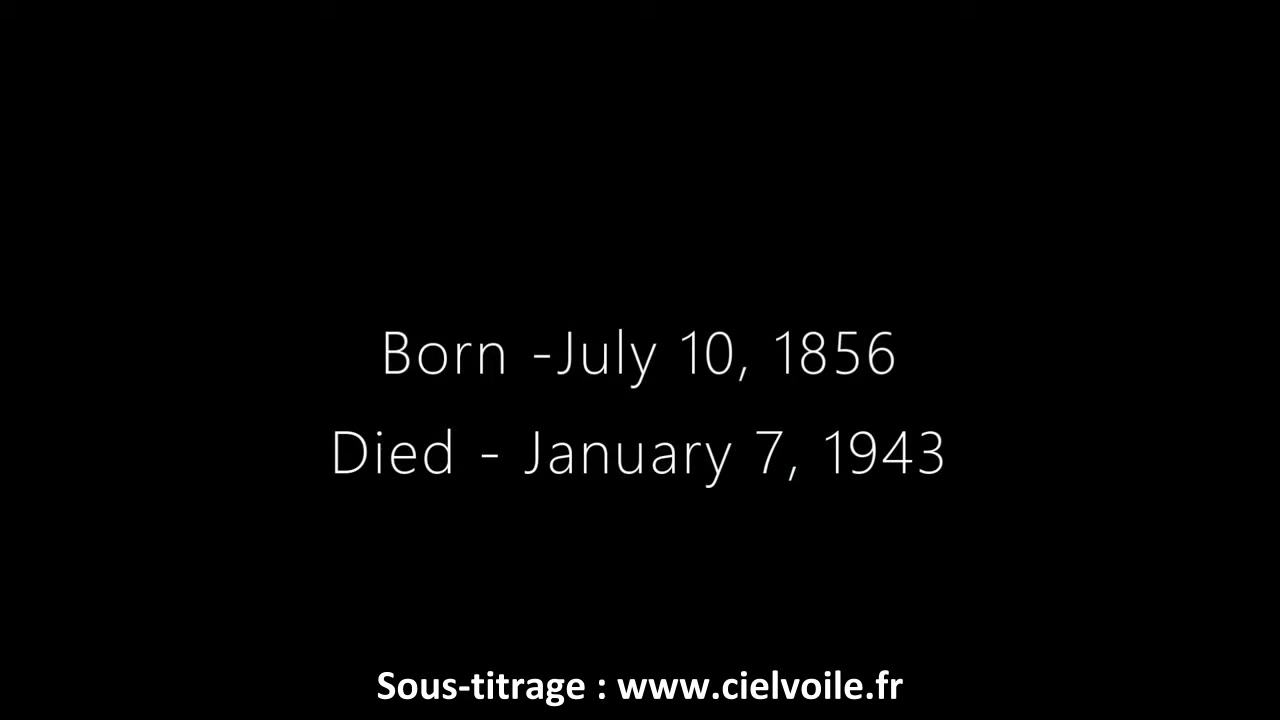 Born -July 10, 1856
Died - January 7, 1943
Sous-titrage : www.cielvoile.fr